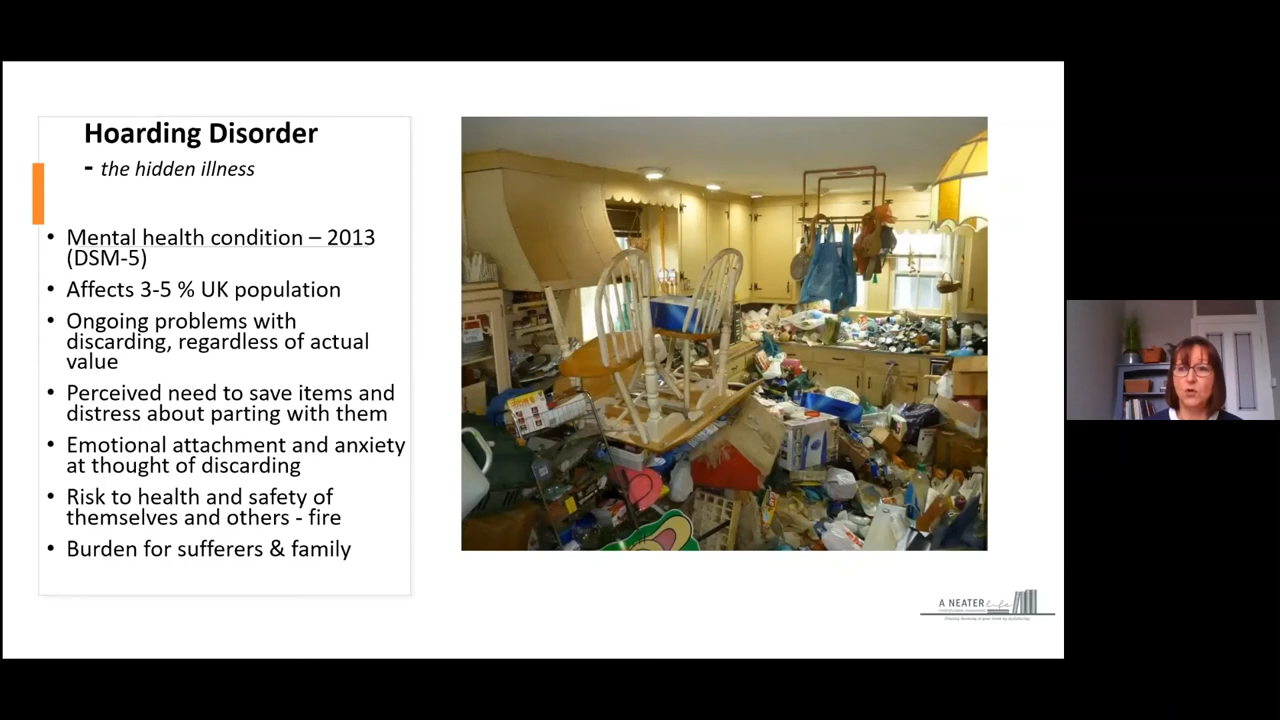 Hoarding Disorder
- the hidden illness
• Mental health condition – 2013
(DSM-5)
• Affects 3-5 % UK population
• Ongoing problems with
discarding, regardless of actual
value
• Perceived need to save items and
distress about parting with them
• Emotional attachment and anxiety
at thought of discarding
• Risk to health and safety of
themselves and others - fire
• Burden for sufferers & family
A NEATER life